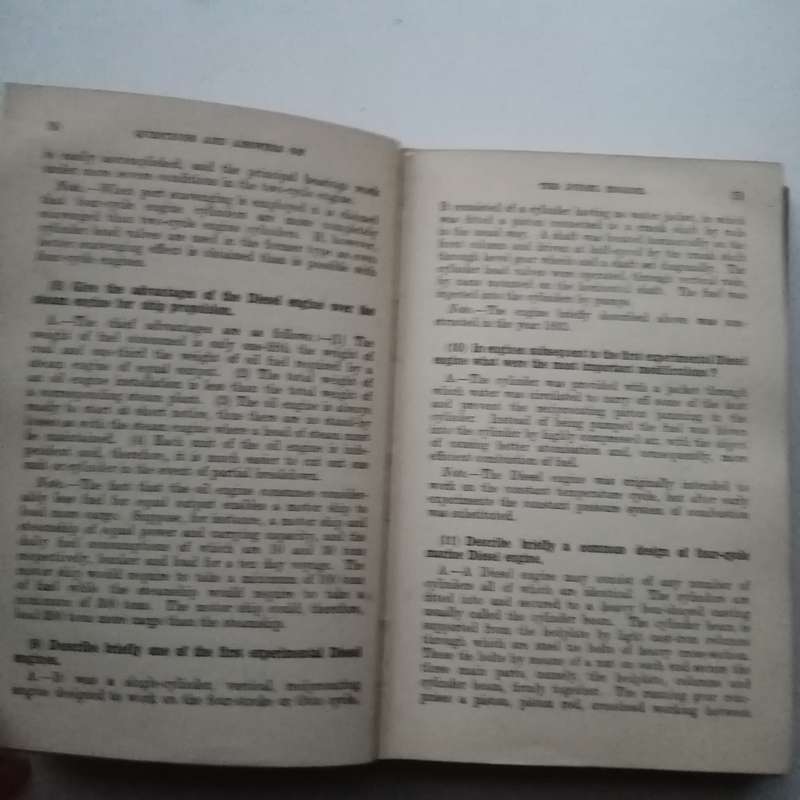 QUESTIONS AND ANSWERS ON
is easily accomplished, and the principal bearings work
under more severe conditions in the two-cycle engine.
Note.—When port scavenging is employed it is claimed
that four-cycle engine cylinders are more completely
scavenged than two-cycle engine cylinders. If, however,
cylinder head valves are used in the former type an even
better scavenging effect is obtained than is possible with
four-cycle engines.
Give the advantages of the Diesel engine over the
steam engine for ship propulsion.
A.—The chief advantages are as follows:—(1) The
weight of fuel consumed is only the weight of
coal and one-third the weight of oil fuel required by a
steam engine of equal power. (2) The total weight of
an oil engine installation is less than the total weight of
a corresponding steam plant. (3) The oil engine is always
ready to start at short notice, thus there are no stand-by
losses as with the steam engine where a head of steam must
be maintained. (4) Each unit of the oil engine is inde-
pendent and, therefore, it is much easier to cut out one
unit or cylinder in the event of partial breakdown.
Note.—The fact that the oil engine consumes consider-
ably less fuel for equal output enables a motor ship to
have more cargo. Suppose, for instance, a motor ship and
steamship of equal power and carrying capacity, and the
daily fuel consumptions of which are 10 and 30 tons
respectively, bunker and load for a ten day voyage. The
motor ship would require to take a minimum of 100 tons
of fuel while the steamship would require to take a
minimum of 300 tons. The motor ship could, therefore,
load 200 tons more cargo than the steamship.
(9) Describe briefly one of the first experimental Diesel
engines.
A.—It was a single-cylinder, vertical, reciprocating
engine designed to work on the four-stroke or Otto cycle.
THE DIESEL ENGINE
It consisted of a cylinder having no water jacket, in which
was fitted a piston connected to a crank shaft by rods
in the usual way. A shaft was placed horizontally on the
front column and driven at half-speed by the crank shaft
through bevel gear wheels and a shaft set diagonally. The
cylinder head valves were operated, through vertical rods,
by cams mounted on the horizontal shaft. The fuel was
injected into the cylinder by pumps.
Note.—The engine briefly described above was con-
structed in the year
(10) In engines subsequent to the first experimental Diesel
engine what were the most important modifications?
A.—The cylinder was provided with a jacket through
which water was circulated to carry off some of the heat
and prevent the reciprocating piston jamming in the
cylinder. Instead of being pumped the fuel was blown
into the cylinder by highly compressed air with the object
of causing better atomisation and, consequently, more
efficient combustion of fuel.
Note.—The Diesel engine was originally intended to
work on the constant temperature cycle, but after early
experiments the constant pressure system of combustion
was substituted.
(11) Describe briefly a common design of four-cycle
marine Diesel engine.
A.—A Diesel engine may consist of any number of
cylinders all of which are identical. The cylinders are
fitted into and secured to a heavy box-shaped casting
usually called the cylinder beam. The cylinder beam is
supported from the bedplate by light cast-iron columns
through which are steel tie bolts of heavy cross-section.
These tie bolts by means of a nut on each end secure the
three main parts, namely, the bedplate, columns and
cylinder beam, firmly together. The running gear com-
prises a piston, piston rod, crosshead working between